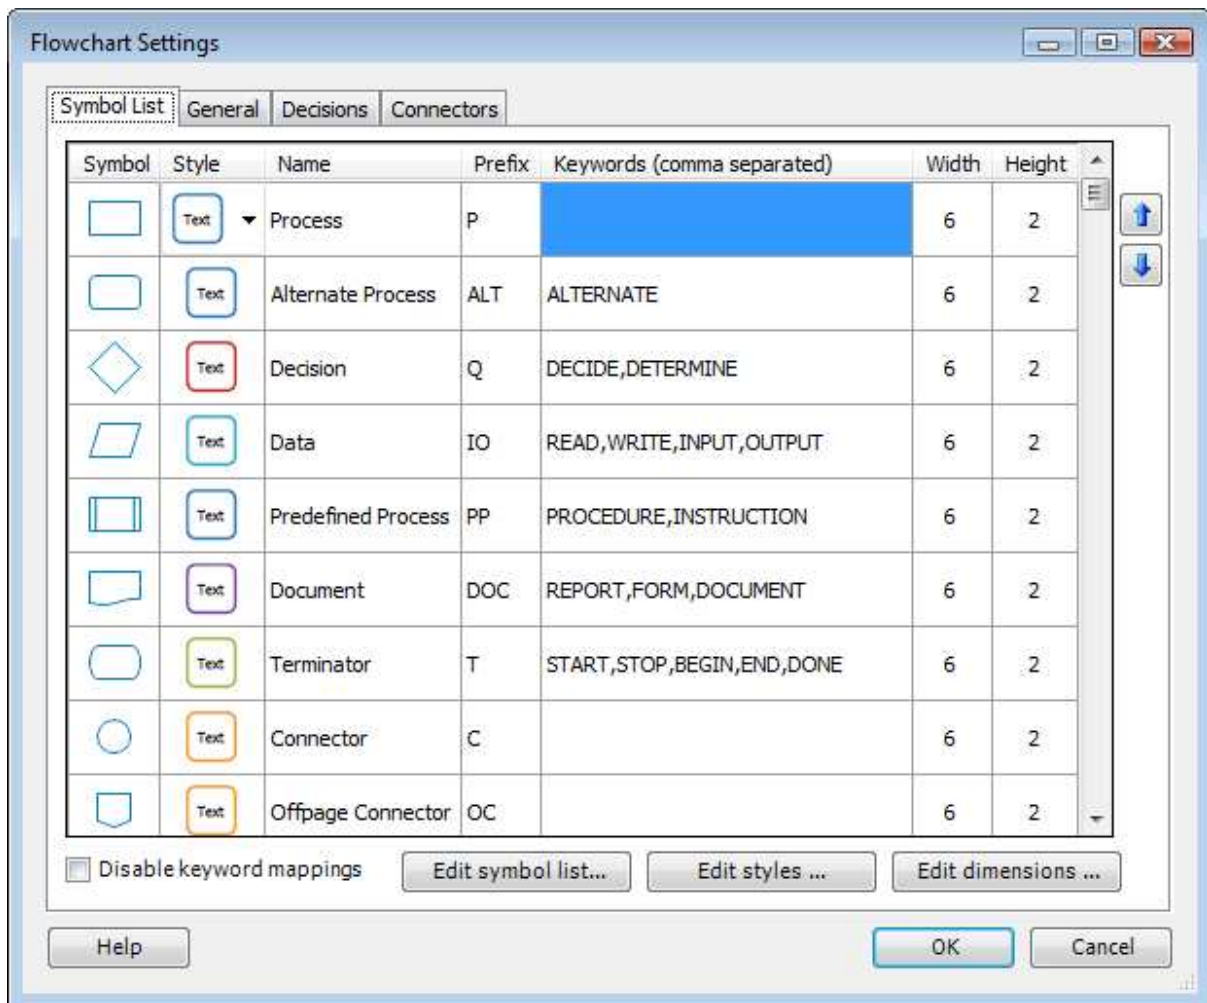 Flowchart Settings
Symbol List General Decisions Connectors
Symbol Style Name Prefix Keywords (comma separated) Width Height
Text Process P 6 2
Text Alternate Process ALT ALTERNATE 6 2
Text Decision Q DECIDE,DETERMINE 6 2
Text Data IO READ,WRITE,INPUT,OUTPUT 6 2
Text Predefined Process PP PROCEDURE,INSTRUCTION 6 2
Text Document DOC REPORT,FORM,DOCUMENT 6 2
Text Terminator T START,STOP,BEGIN,END,DONE 6 2
Text Connector C 6 2
Text Offpage Connector OC 6 2
Disable keyword mappings Edit symbol list... Edit styles ... Edit dimensions ...
Help OK Cancel